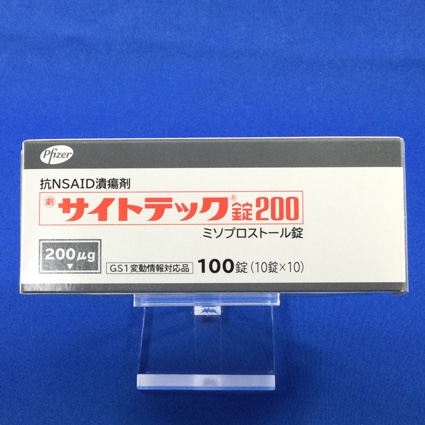 Pfizer
抗NSAID潰瘍剤
劇 サイトテック®錠200
ミソプロストール錠
200μg
GS1変動情報対応品 100錠(10錠×10)